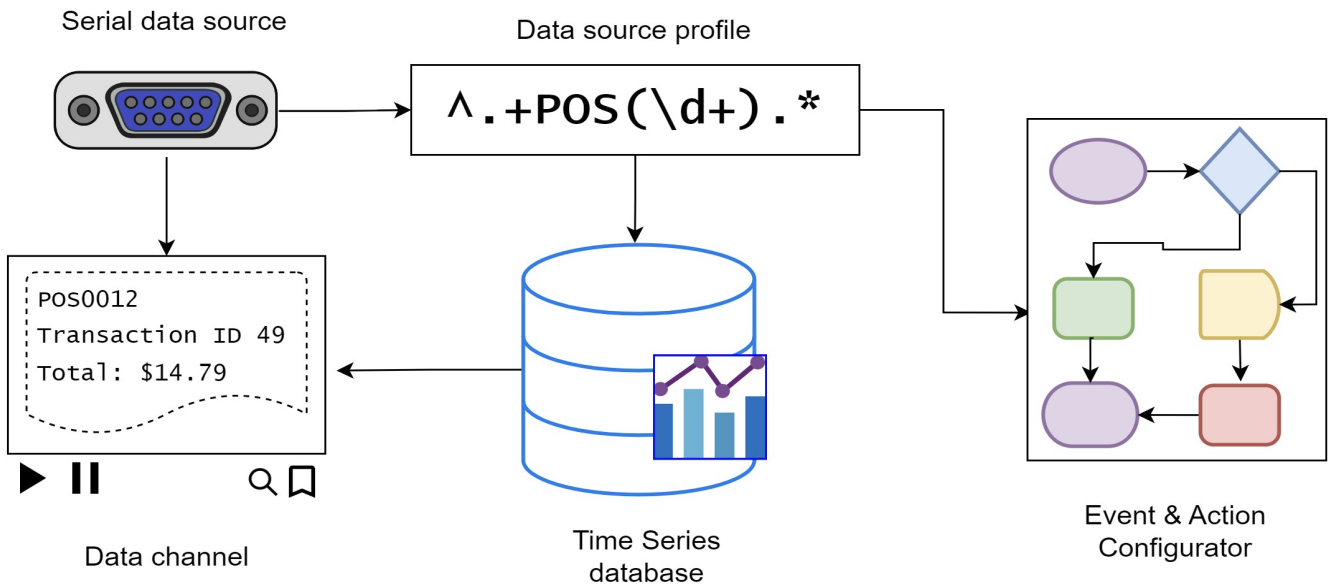 Serial data source
Data source profile
^.+POS(\d+).*
POS0012
Transaction ID 49
Total: $14.79
Data channel
Time Series
database
Event & Action
Configurator